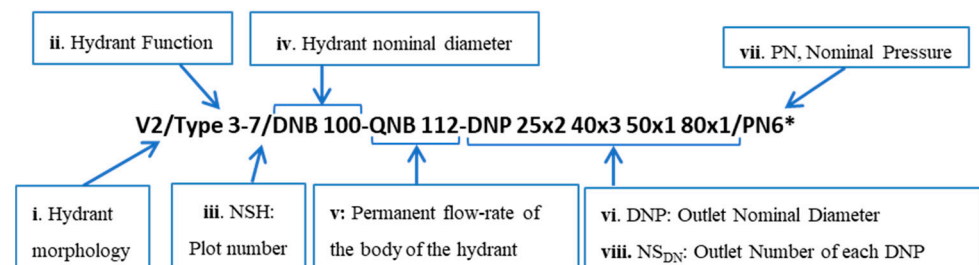 ii. Hydrant Function
iv. Hydrant nominal diameter
vii. PN, Nominal Pressure
V2/Type 3-7/DNB 100-QNB 112-DNP 25x2 40x3 50x1 80x1/PN6*
i. Hydrant
morphology
iii. NSH:
Plot number
v: Permanent flow-rate of
the body of the hydrant
vi. DNP: Outlet Nominal Diameter
viii. NSDN: Outlet Number of each DNP